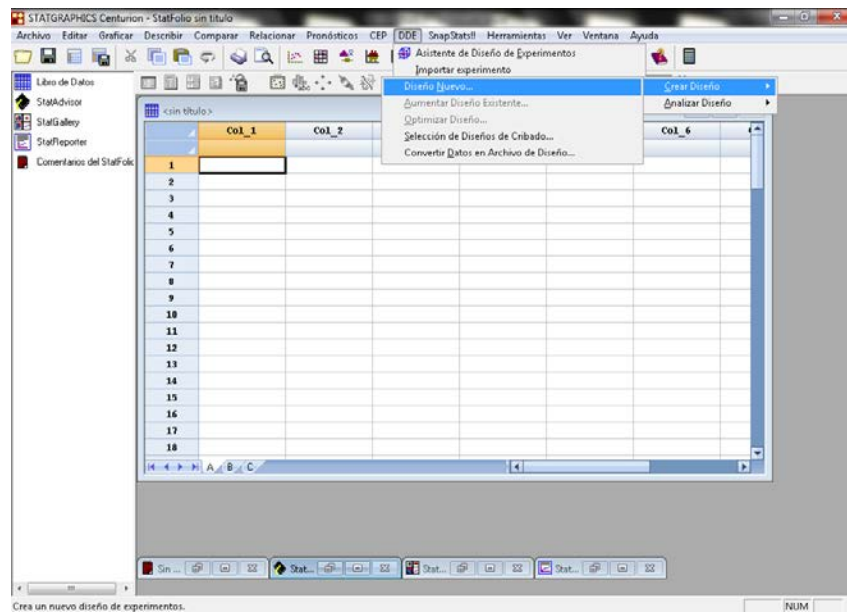 STATGRAPHICS Centurion - StatFolio sin título
Archivo Editar Graficar Describir Comparar Relacionar Pronósticos CEP DDE SnapStats!! Herramientas Ver Ventana Ayuda
Asistente de Diseño de Experimentos
Importar experimento
Diseño Nuevo...
Aumentar Diseño Existente...
Optimizar Diseño...
Selección de Diseños de Cribado...
Convertir Datos en Archivo de Diseño...
Crear Diseño
Analizar Diseño
Libro de Datos
StatAdvisor
StatGallery
StatReporter
Comentarios del StatFolio
<sin título>
Col_1 Col_2 Col_6
1
2
3
4
5
6
7
8
9
10
11
12
13
14
15
16
17
18
A B C
Sin ... Stat... Stat... Stat...
Crea un nuevo diseño de experimentos.
NUM